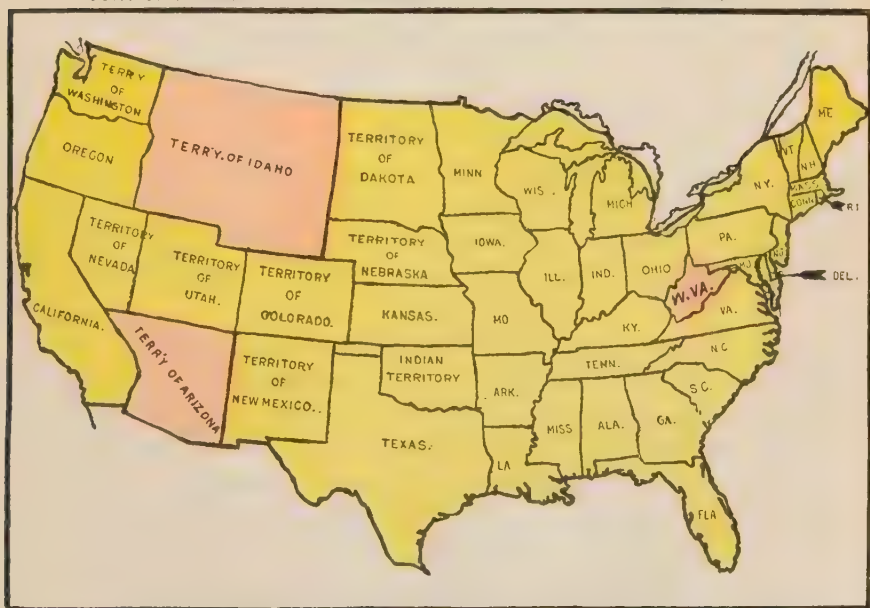 TERR'Y
OF
WASHINGTON
OREGON
TERR'Y. OF IDAHO
TERRITORY
OF
DAKOTA
MINN
WIS.
MICH
ME
VT
N.H.
MASS.
CONN.
R.I.
N.Y.
PA.
N.J.
MD
DEL.
CALIFORNIA.
TERRITORY
OF
NEVADA
TERRITORY
OF
UTAH.
TERRITORY
OF
COLORADO.
TERRITORY
OF
NEBRASKA
KANSAS.
IOWA.
MO
ILL.
IND.
OHIO
W.VA.
VA.
KY.
TERR'Y OF ARIZONA
TERRITORY
OF
NEW MEXICO.
INDIAN
TERRITORY
ARK.
TENN.
N.C
S.C.
TEXAS.
LA
MISS
ALA.
GA.
FLA